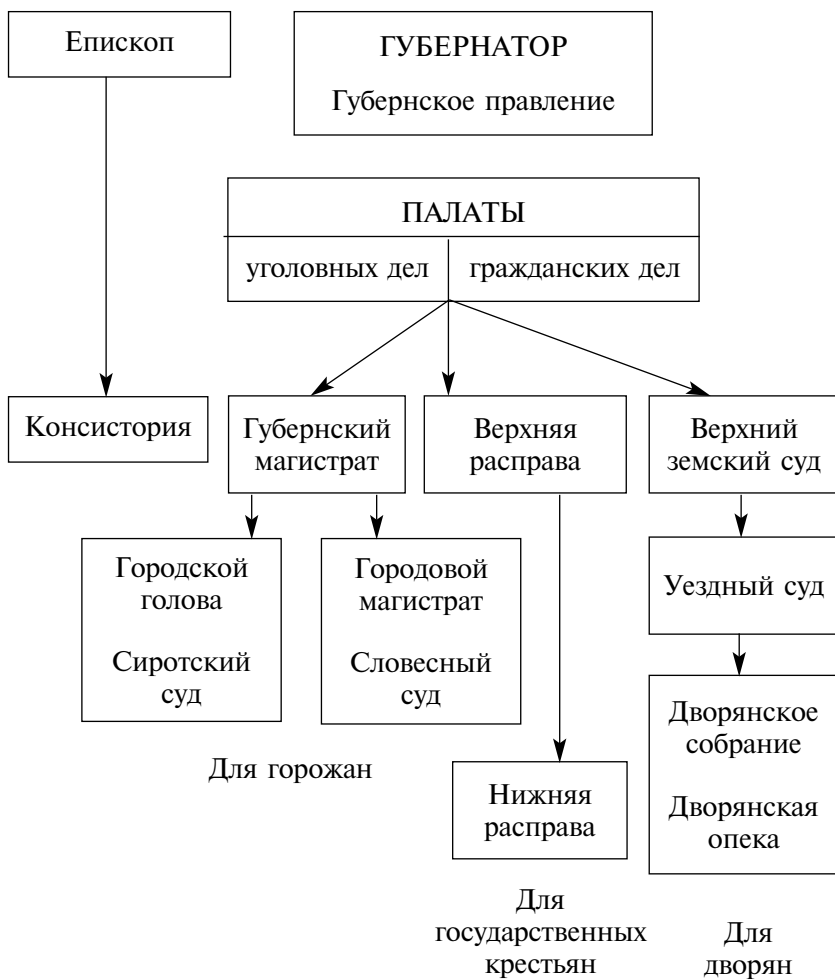 Епископ
ГУБЕРНАТОР
Губернское правление
ПАЛАТЫ
уголовных дел
гражданских дел
Консистория
Губернский
магистрат
Верхняя
расправа
Верхний
земский суд
Городской
голова
Сиротский
суд
Городовой
магистрат
Словесный
суд
Уездный суд
Дворянское
собрание
Дворянская
опека
Для горожан
Нижняя
расправа
Для
государственных
крестьян
Для
дворян